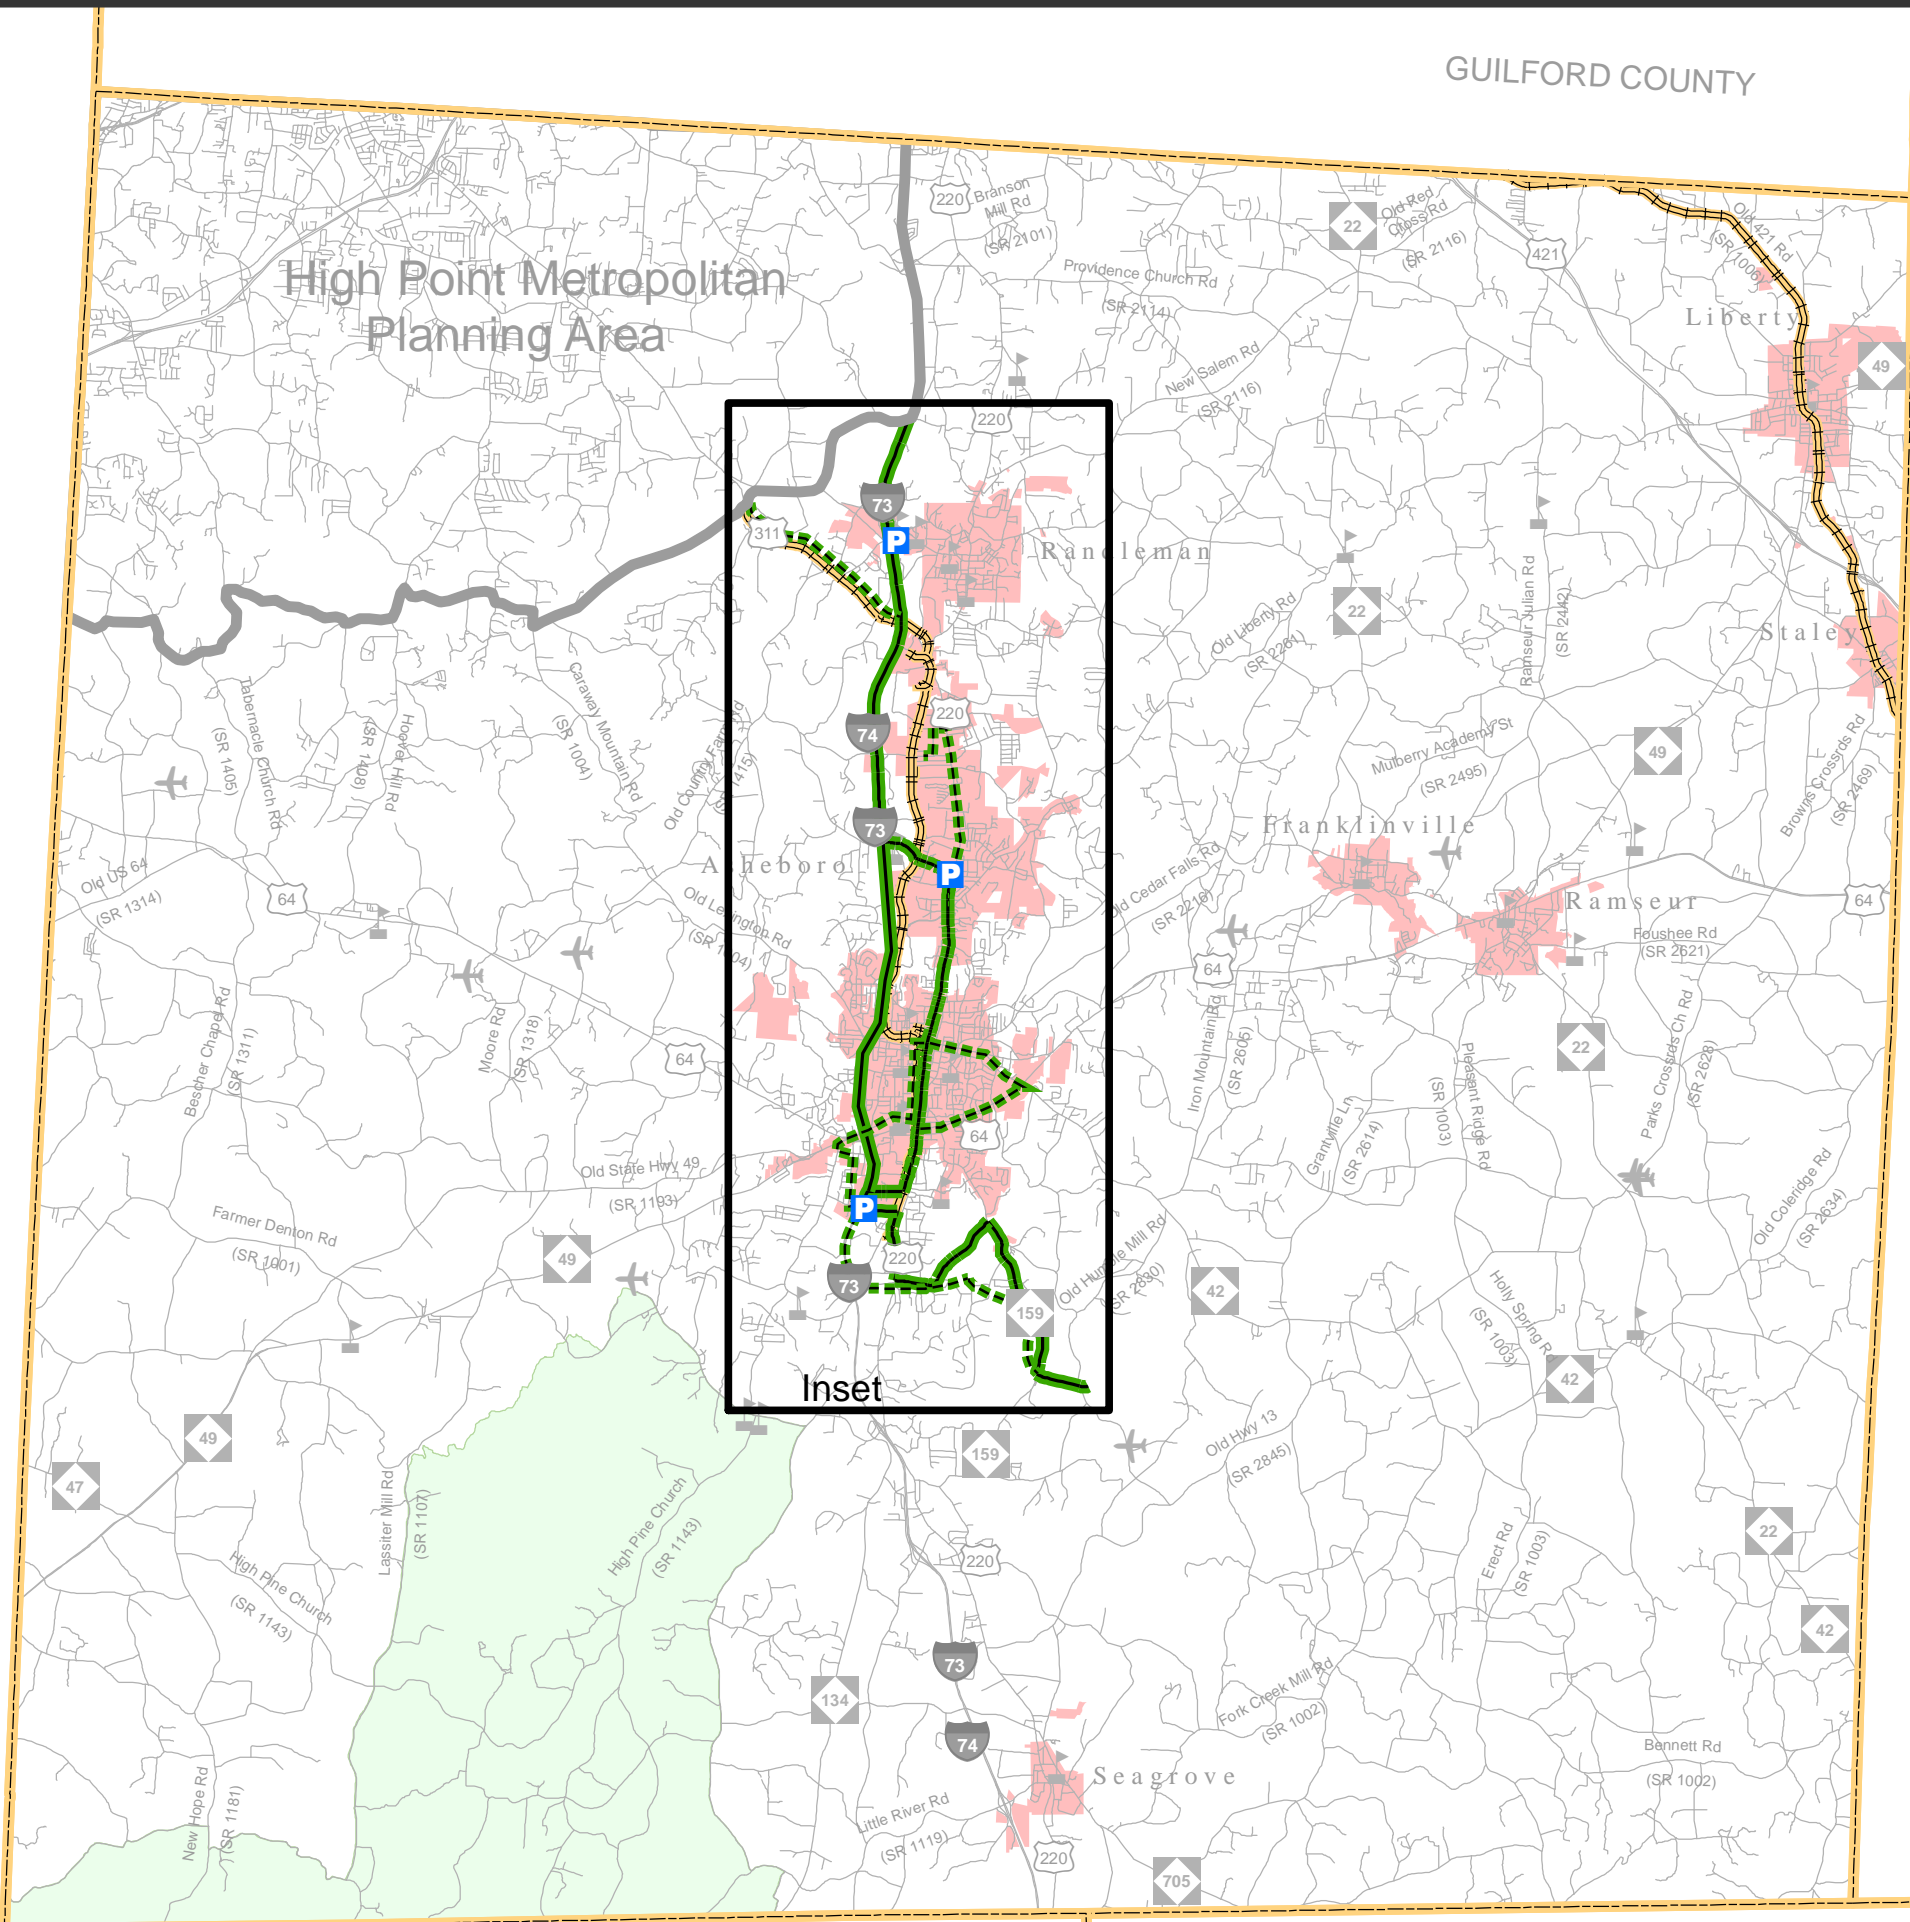 GUILFORD COUNTY
High Point Metropolitan
Planning Area
220
Branson
Mill Rd
(SR 2101)
22
Old Red
Cross Rd
(SR 2116)
421
Old 421 Rd
(SR 1006)
Providence Church Rd
(SR 2114)
Liberty
49
New Salem Rd
(SR 2116)
220
73
P
311
Randleman
22
Old Liberty Rd
(SR 2261)
Ramseur Julian Rd
(SR 2442)
Staley
Tabernacle Church Rd
(SR 1405)
Hoover Hill Rd
(SR 1408)
Caraway Mountain Rd
(SR 1004)
Old County Farm Rd
220
74
Mulberry Academy St
(SR 2495)
49
Browns Crossrds Rd
(SR 2469)
73
Asheboro
P
Franklinville
Old US 64
(SR 1314)
64
Old Lexington Rd
Old Cedar Falls Rd
(SR 2216)
Ramseur
64
Foushee Rd
(SR 2621)
64
Bescher Chapel Rd
(SR 1311)
Moore Rd
(SR 1318)
64
Iron Mountain Rd
(SR 2605)
22
Parks Crossrds Ch Rd
(SR 2628)
Pleasant Ridge Rd
(SR 1003)
Grantville Ln
(SR 2614)
64
Old State Hwy 49
(SR 1193)
Farmer Denton Rd
(SR 1001)
49
P
220
73
159
Old Humble Mill Rd
(SR 2830)
42
Old Coleridge Rd
(SR 2634)
Holly Spring Rd
(SR 1003)
42
Inset
49
47
Lassiter Mill Rd
(SR 1107)
High Pine Church
(SR 1143)
159
Old Hwy 13
(SR 2845)
22
High Pine Church
(SR 1143)
220
Erect Rd
(SR 1003)
42
73
134
Fork Creek Mill Rd
(SR 1002)
74
Bennett Rd
(SR 1002)
Seagrove
New Hope Rd
(SR 1181)
Little River Rd
(SR 1119)
220
705